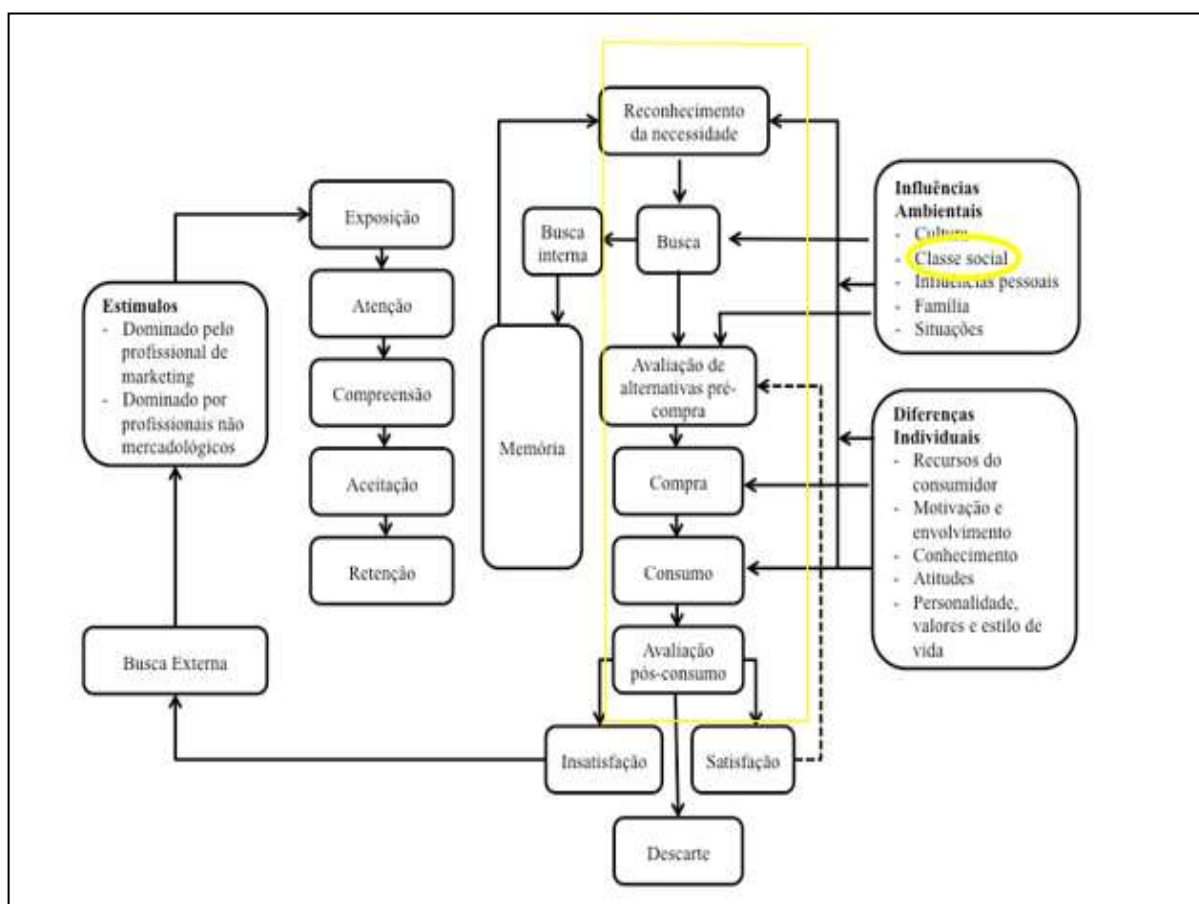 Reconhecimento
da necessidade
Exposição
Busca
interna
Busca
Influências
Ambientais
- Cultura
- Classe social
- Influências pessoais
- Família
- Situações
Estímulos
- Dominado pelo
profissional de
marketing
- Dominado por
profissionais não
mercadológicos
Atenção
Compreensão
Aceitação
Retenção
Memória
Avaliação de
alternativas pré-
compra
Compra
Consumo
Avaliação
pós-consumo
Diferenças
Individuais
- Recursos do
consumidor
- Motivação e
envolvimento
- Conhecimento
- Atitudes
- Personalidade,
valores e estilo de
vida
Busca Externa
Insatisfação
Satisfação
Descarte